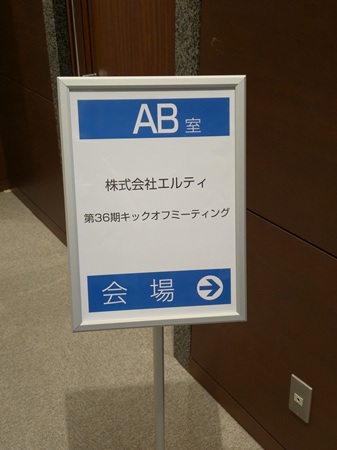 AB室
株式会社エルティ
第36期キックオフミーティング
会場 ➔